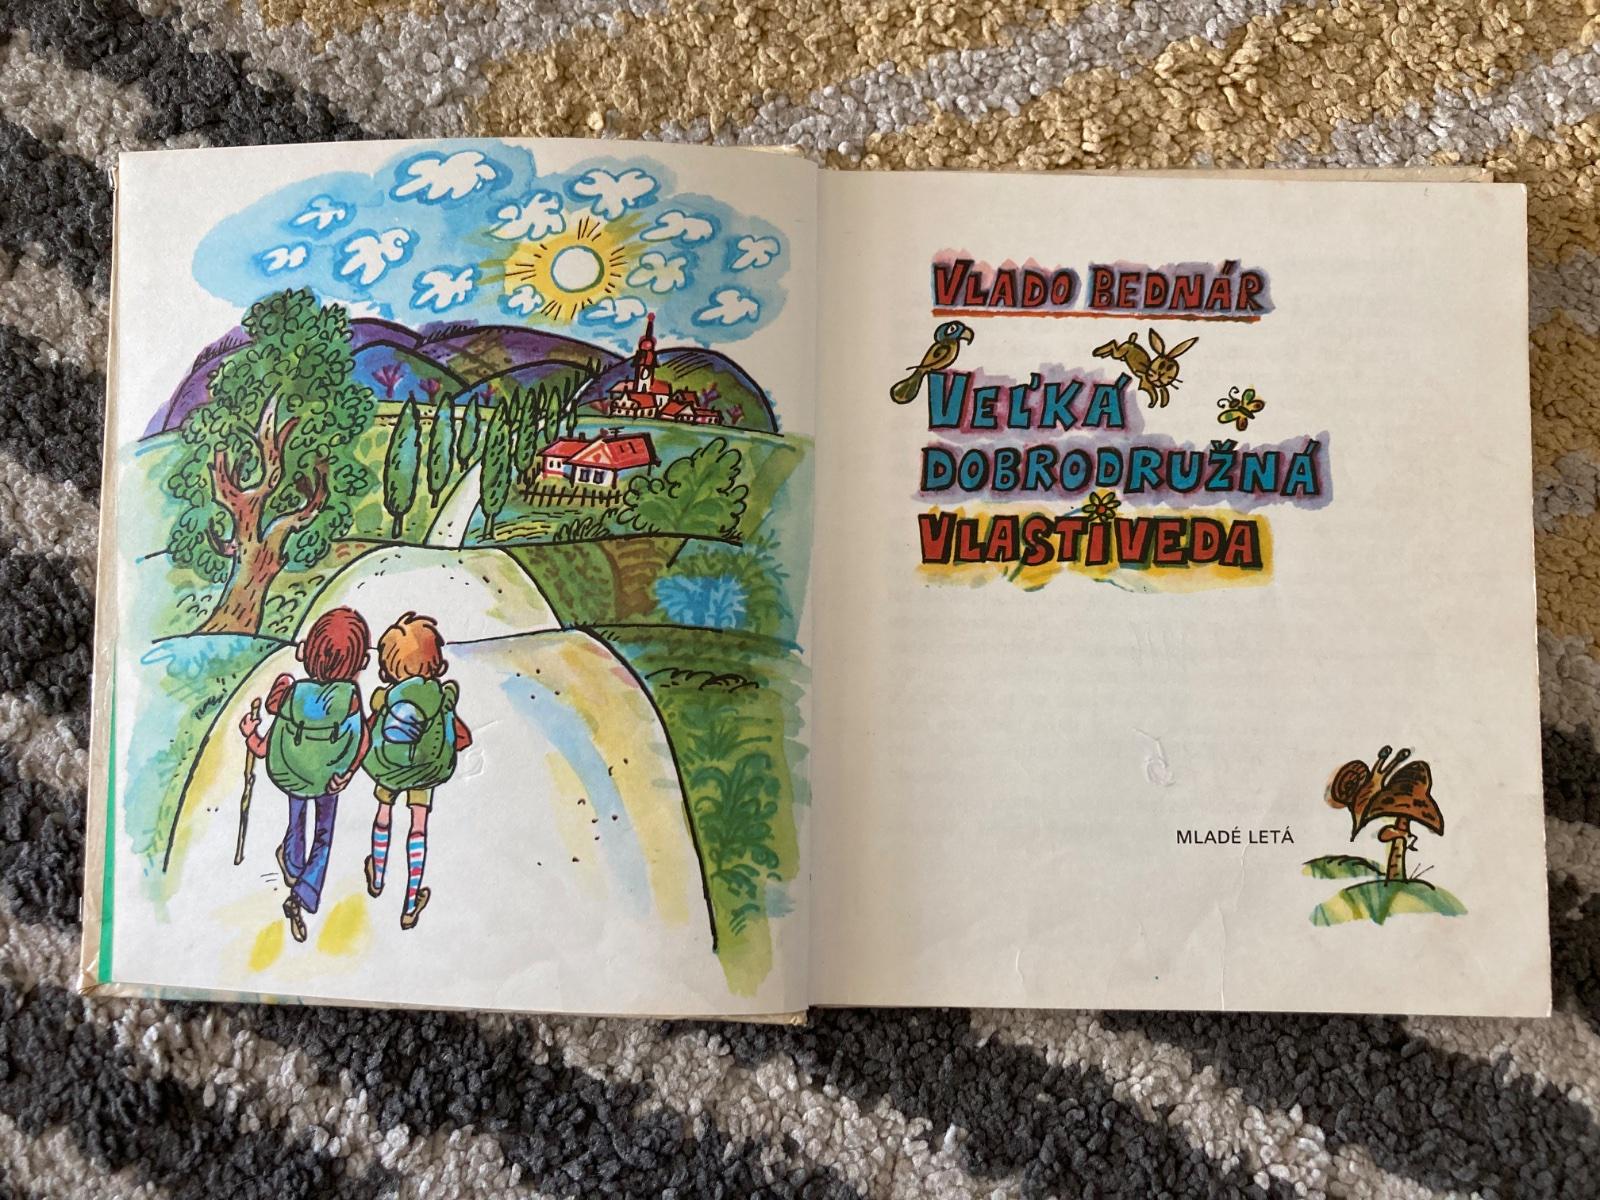 VLADO BEDNÁR
VEĽKÁ
DOBRODRUŽNÁ
VLASTIVEDA
MLADÉ LETÁ